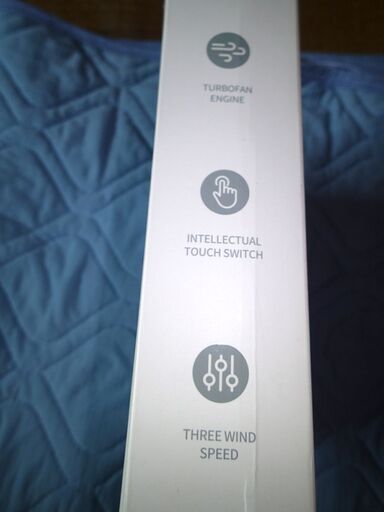 TURBOFAN
ENGINE
INTELLECTUAL
TOUCH SWITCH
THREE WIND
SPEED